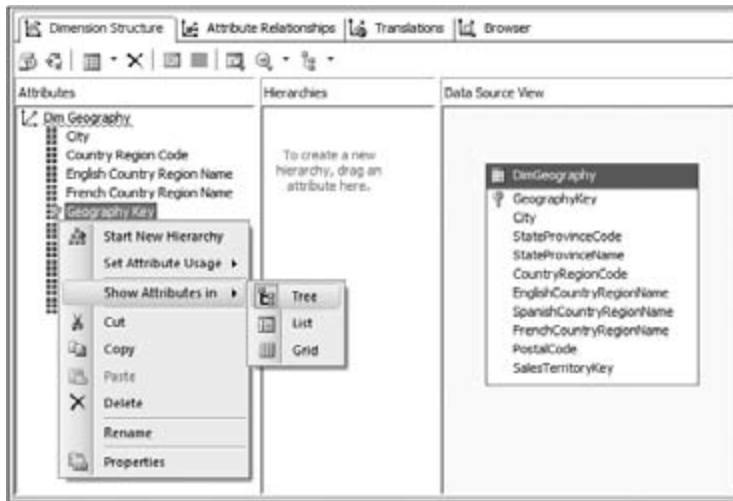 Dimension Structure Attribute Relationships Translations Browser
Attributes
Dim Geography
City
Country Region Code
English Country Region Name
French Country Region Name
Geography Key
Start New Hierarchy
Set Attribute Usage
Show Attributes in
Cut
Copy
Paste
Delete
Rename
Properties
Tree
List
Grid
Hierarchies
To create a new
hierarchy, drag an
attribute here.
Data Source View
DimGeography
GeographyKey
City
StateProvinceCode
StateProvinceName
CountryRegionCode
EnglishCountryRegionName
SpanishCountryRegionName
FrenchCountryRegionName
PostalCode
SalesTerritoryKey